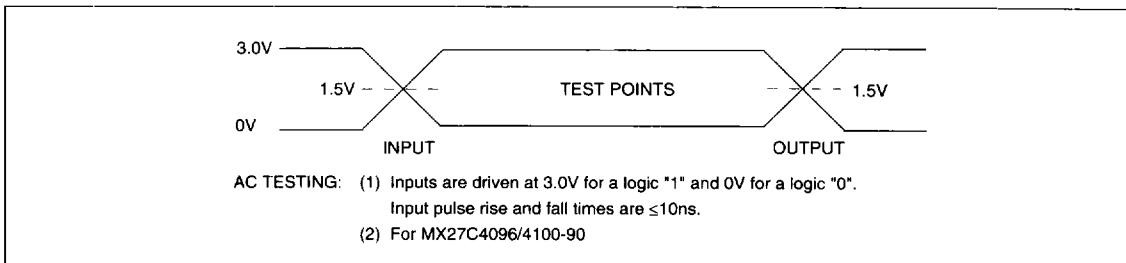 3.0V
1.5V TEST POINTS 1.5V
0V
INPUT OUTPUT
AC TESTING: (1) Inputs are driven at 3.0V for a logic "1" and 0V for a logic "0".
Input pulse rise and fall times are ≤10ns.
(2) For MX27C4096/4100-90